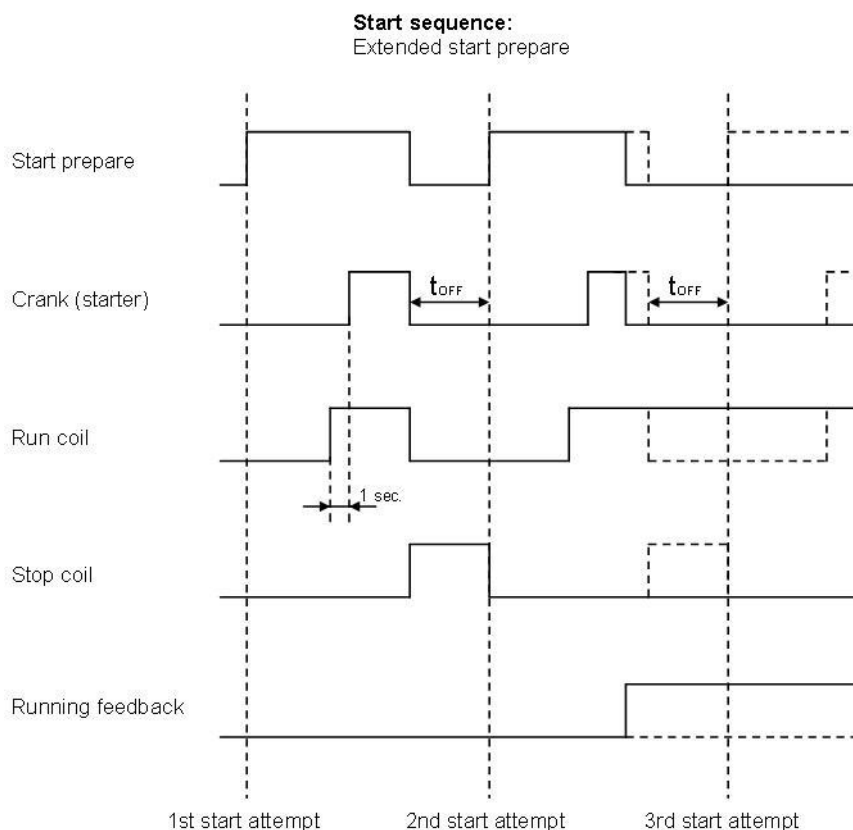 Start sequence:
Extended start prepare
Start prepare
Crank (starter)
tOFF
tOFF
Run coil
1 sec.
Stop coil
Running feedback
1st start attempt
2nd start attempt
3rd start attempt